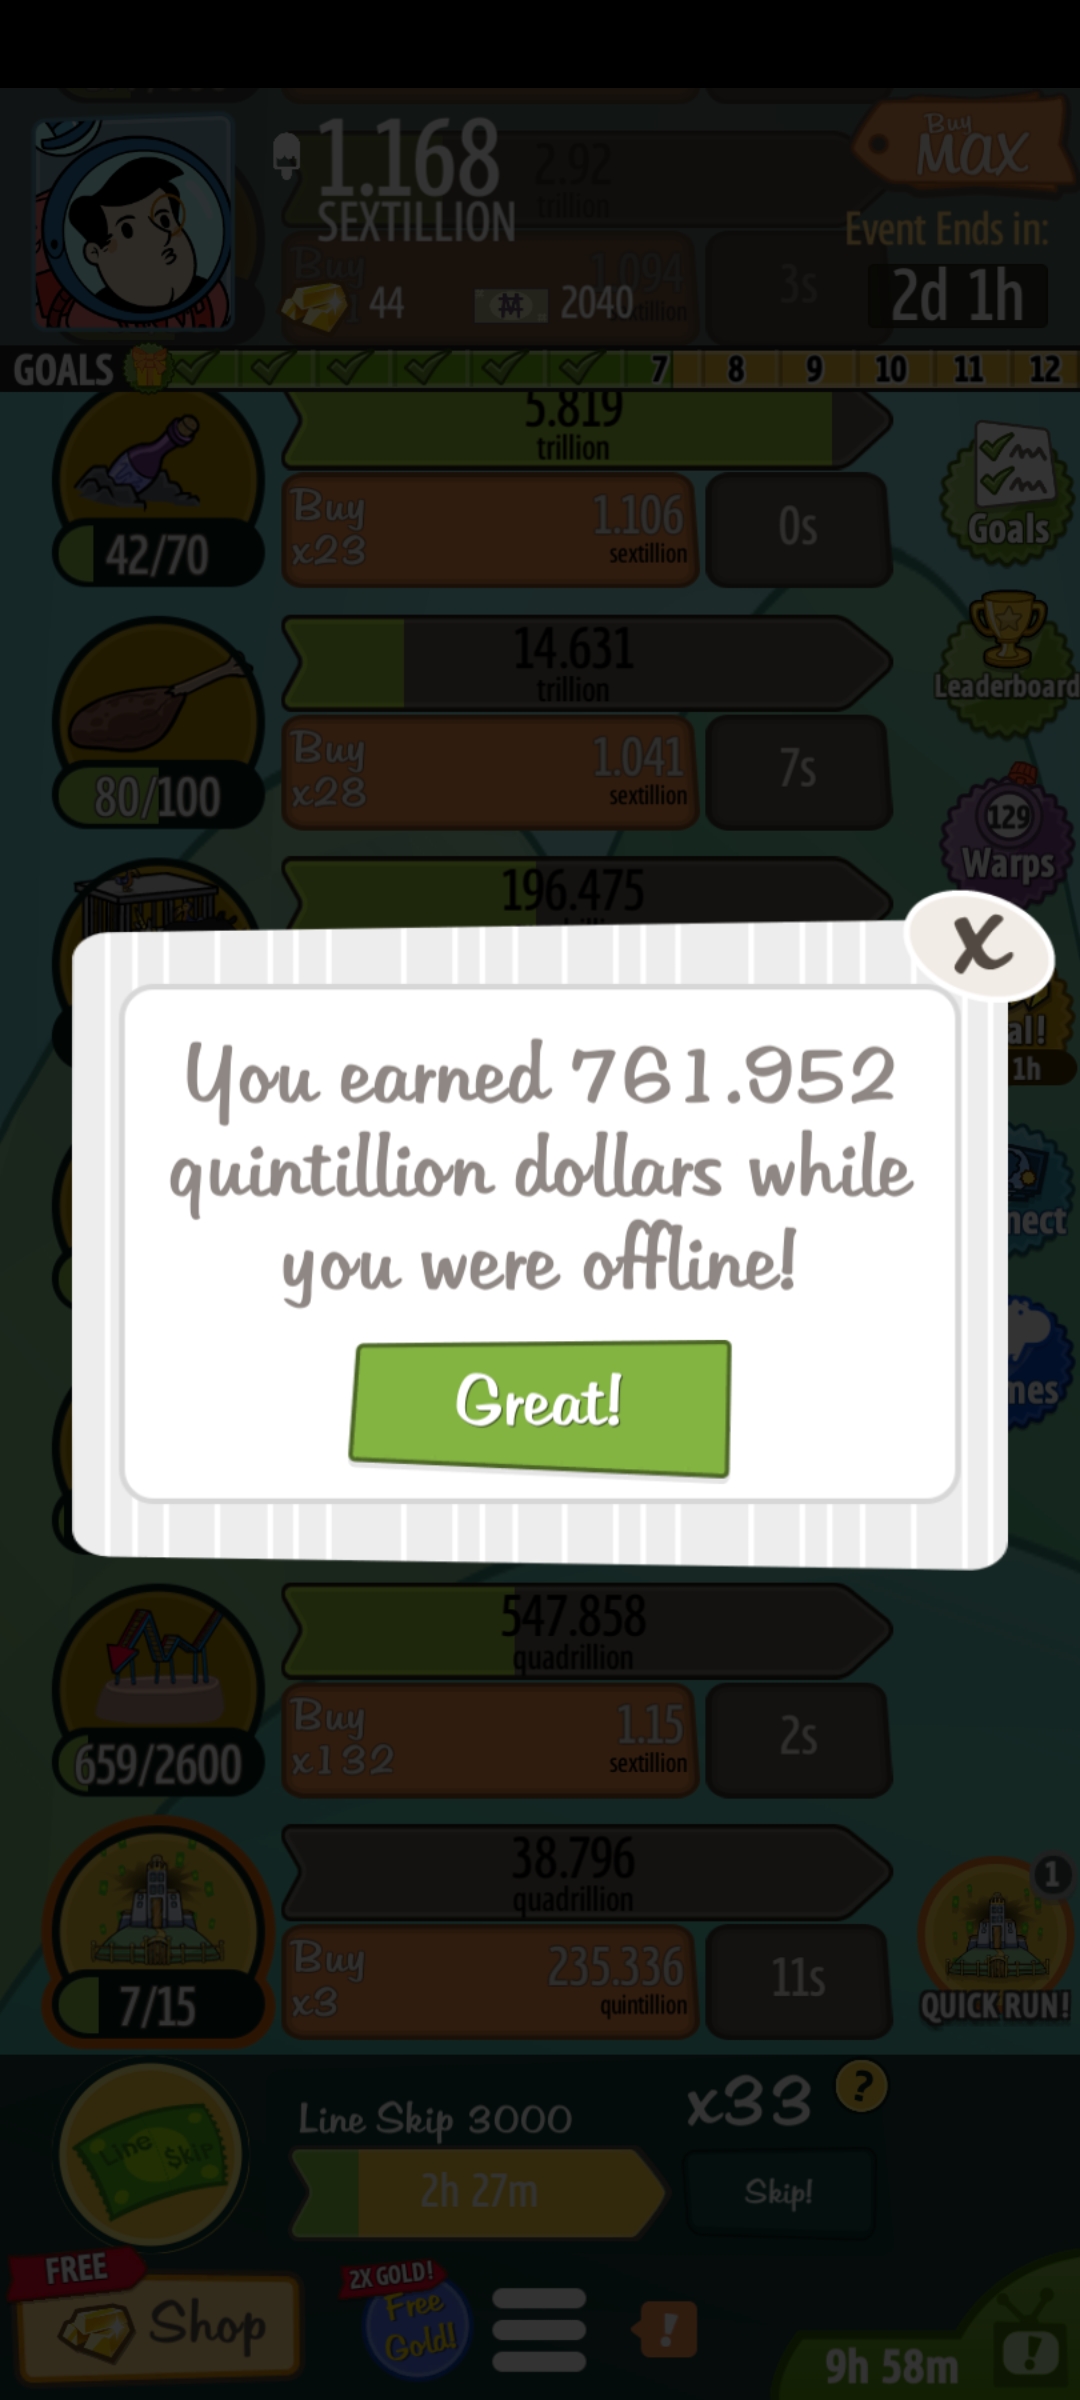 Buy
1.168
2.92
MAX
SEXTILLION
trillion
Event Ends in:
Buy
1.094
3s
2d 1h
44
2040
GOALS
7
8
9
10
11
12
5.819
trillion
Buy
1.106
0s
x23
sextillion
42/70
Goals
14.631
trillion
Leaderboard
Buy
1.041
7s
x28
sextillion
80/100
129
Warps
196.475
X
You earned 761.952
quintillion dollars while
you were offline!
1h
Great!
547.858
quadrillion
Buy
1.15
2s
x132
sextillion
659/2600
38.796
quadrillion
1
Buy
235.336
11s
x3
quintillion
7/15
QUICK RUN!
Line Skip 3000
x33
?
Line $kip
2h 27m
Skip!
FREE
2X GOLD!
Shop
Free
Gold!
!
!
9h 58m